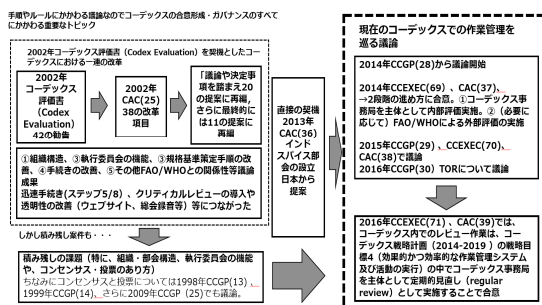 手順やルールにかかわる議論なのでコーデックスの合意形成・ガバナンスのすべて
にかかわる重要なトピック
2002年コーデックス評価書(Codex Evaluation)を契機としたコー
デックスにおける一連の改革
2002年
コーデックス
評価書
(Codex
Evaluation)
42の勧告
2002年
CAC(25)
38の改革
項目
「議論や決定事
項を踏まえ20
の提案に再編,
さらに最終的に
は11の提案に
再編
①組織構造、③執行委員会の機能、③規格基準策定手順の改
善、④手続きの改善、⑤その他FAO/WHOとの関係性等議論
成果
迅速手続き(ステップ5/8)、クリティカルレビューの導入や
透明性の改善(ウェブサイト、総会録音等)等につながった
しかし積み残し案件も・・・
積み残しの課題(特に、組織・部会構造、執行委員会の機能
や、コンセンサス・投票のあり方)
ちなみにコンセンサスと投票については1998年CCGP(13)、
1999年CCGP(14)、さらに2009年CCGP(25)でも議論。
直接の契機
2013年
CAC(36)
インド
スパイス部
会の設立
日本から
提案
現在のコーデックスでの作業管理を
巡る議論
2014年CCGP(28)から議論開始
2014年CCEXEC(69)、CAC(37)、
→2段階の進め方に合意。①コーデックス事
務局を主体として内部評価実施。②(必要に
応じて)FAO/WHOによる外部評価の実施
2015年CCGP(29)、CCEXEC(70)、
CAC(38)で議論
2016年CCGP(30) TORについて議論
2016年CCEXEC(71)、CAC(39)では、
コーデックス内でのレビュー作業は、コー
デックス戦略計画(2014-2019)の戦略目
標4(効果的かつ効率的な作業管理システム
及び活動の実行)の中でコーデックス事務局
を主体として定期的見直し(regular
review)として実施することで合意